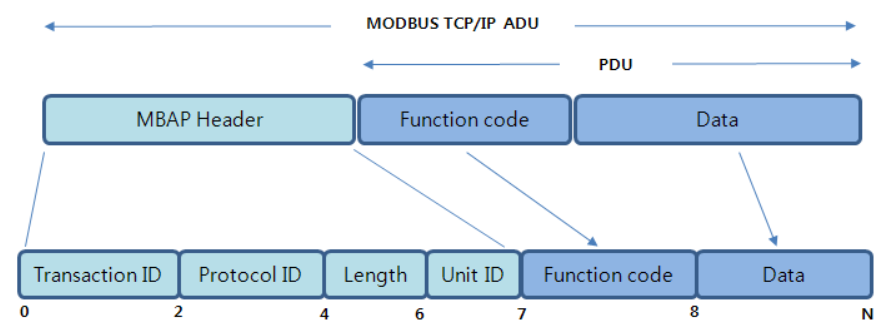 MODBUS TCP/IP ADU
PDU
MBAP Header Function code Data
Transaction ID Protocol ID Length Unit ID Function code Data
0 2 4 6 7 8 N